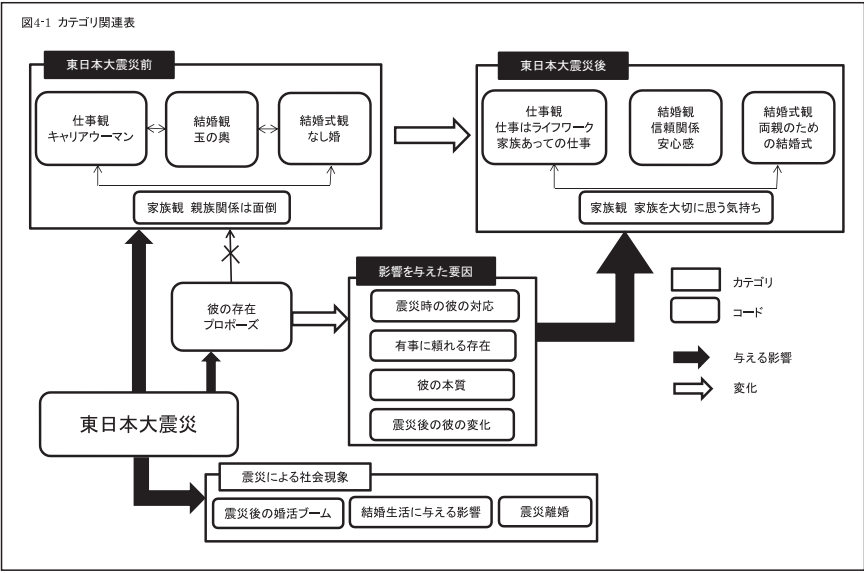 図4-1 カテゴリ関連表
東日本大震災前
仕事観
キャリアウーマン
結婚観
玉の輿
結婚式観
なし婚
家族観 親族関係は面倒
東日本大震災後
仕事観
仕事はライフワーク
家族あっての仕事
結婚観
信頼関係
安心感
結婚式観
両親のため
の結婚式
家族観 家族を大切に思う気持ち
彼の存在
プロポーズ
影響を与えた要因
震災時の彼の対応
有事に頼れる存在
彼の本質
震災後の彼の変化
カテゴリ
コード
与える影響
変化
東日本大震災
震災による社会現象
震災後の婚活ブーム
結婚生活に与える影響
震災離婚